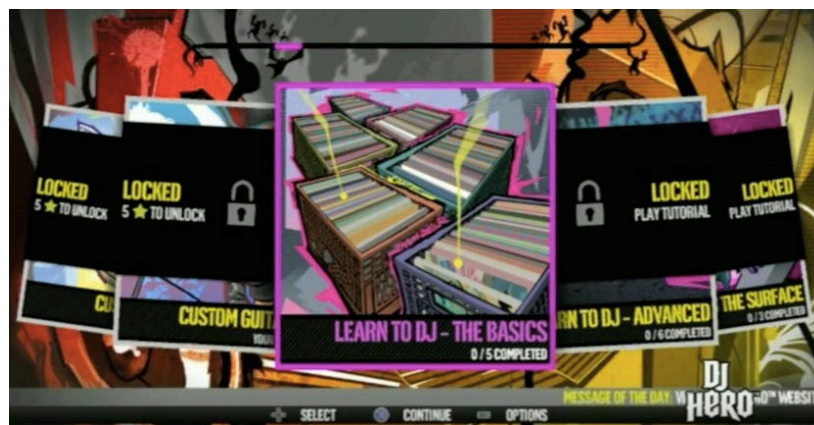 LOCKED
5 ★ TO UNLOCK
LOCKED
5 ★ TO UNLOCK
LOCKED
PLAY TUTORIAL
LOCKED
PLAY TUTORIAL
CUSTOM GUIT
LEARN TO DJ - THE BASICS
0 / 5 COMPLETED
RN TO DJ - ADVANCED
0 / 6 COMPLETED
THE SURFACE
0 / 3 COMPLETED
MESSAGE OF THE DAY:
WEBSIT
DJ
HERO
SELECT
CONTINUE
OPTIONS